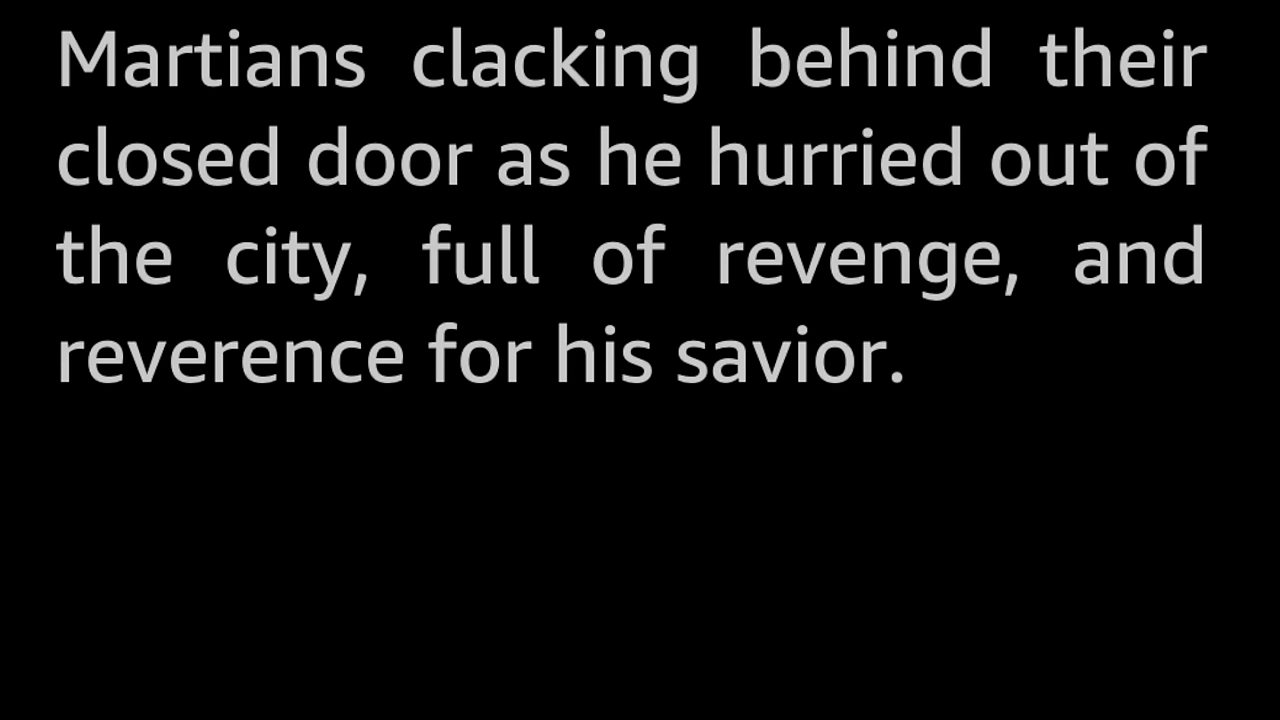 Martians clacking behind their
closed door as he hurried out of
the city, full of revenge, and
reverence for his savior.